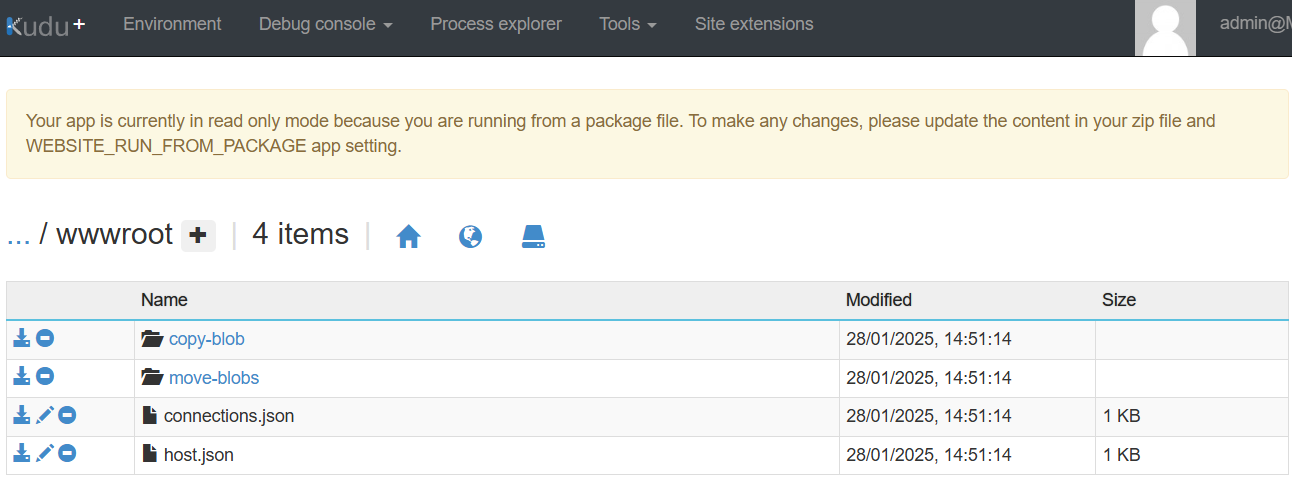 Kudu+ Environment Debug console Process explorer Tools Site extensions admin@M
Your app is currently in read only mode because you are running from a package file. To make any changes, please update the content in your zip file and
WEBSITE_RUN_FROM_PACKAGE app setting.
... / wwwroot + | 4 items |
Name Modified Size
copy-blob 28/01/2025, 14:51:14
move-blobs 28/01/2025, 14:51:14
connections.json 28/01/2025, 14:51:14 1 KB
host.json 28/01/2025, 14:51:14 1 KB